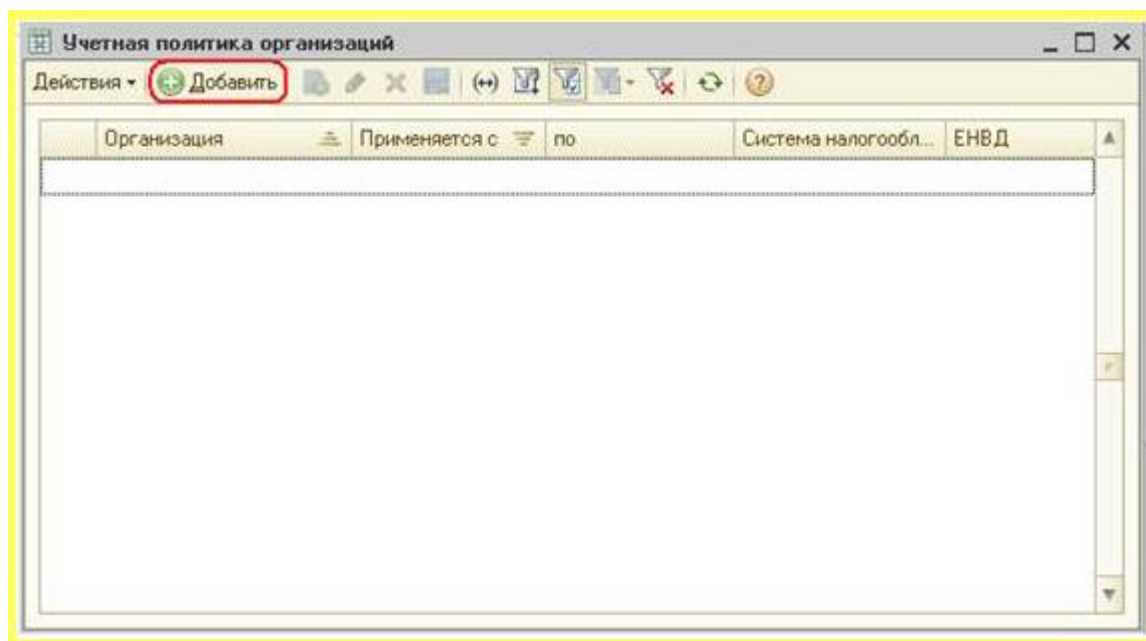 Учетная политика организаций
Действия Добавить
Организация Применяется с по Система налогообл... ЕНВД